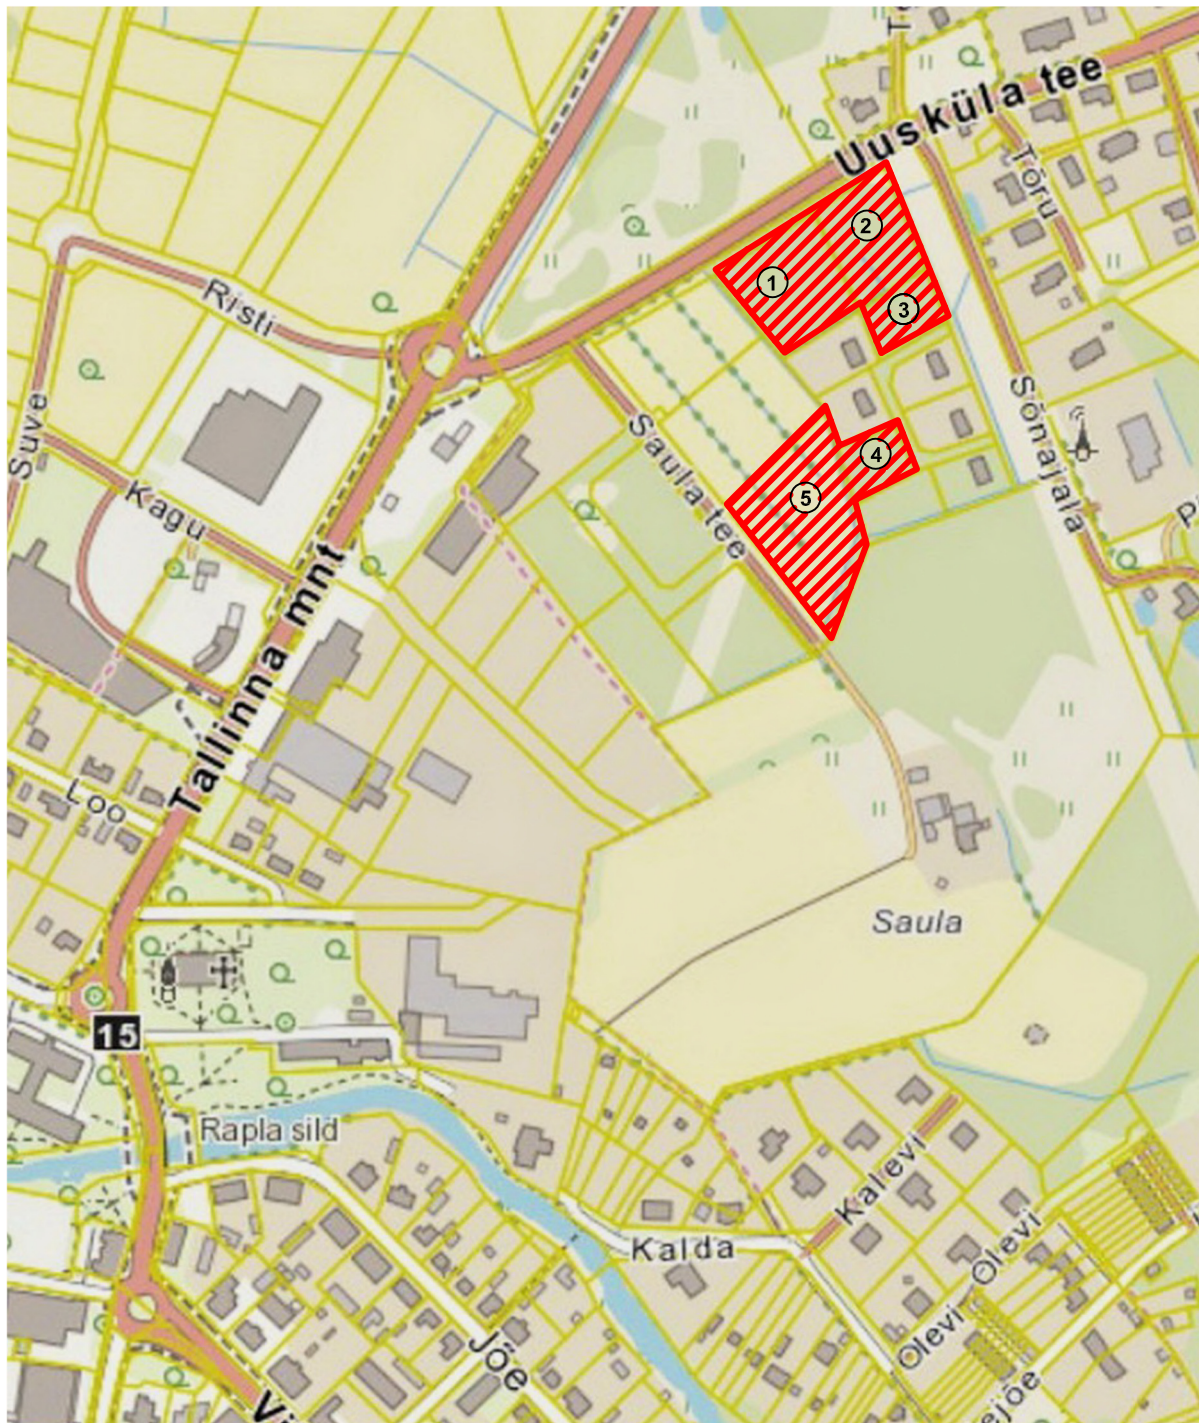 Uusküla tee
Tõru
2
1
3
Risti
Suve
Sõnajala
Saula tee
4
5
Kagu
Tallinna mnt
Loo
Saula
15
Rapla sild
Kalevi
Kalda
Olevi
Olevi
Jõe